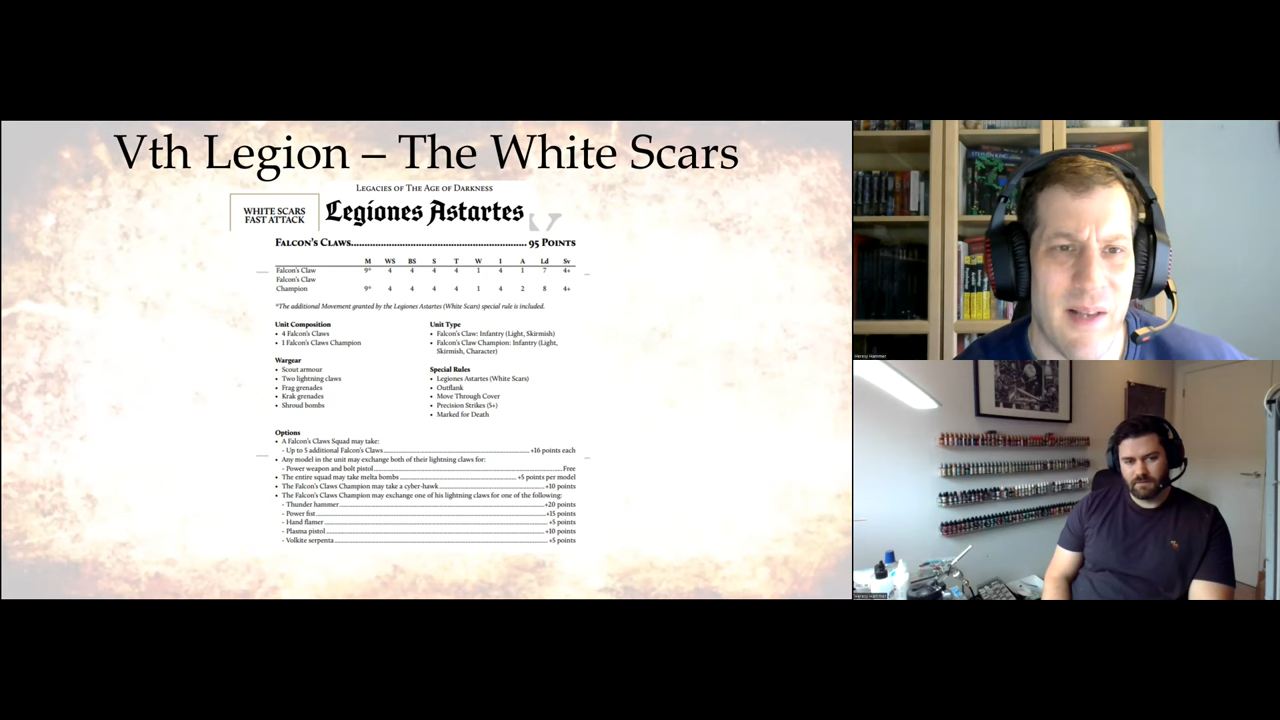 Vth Legion – The White Scars
Legacies of The Age of Darkness
WHITE SCARS
FAST ATTACK
Legiones Astartes
V
Falcon's Claws.......... 95 Points
M WS BS S T W I A Ld Sv
Falcon's Claw 9* 4 4 4 4 1 4 1 7 4+
Falcon's Claw
Champion 9* 4 4 4 4 1 4 2 8 4+
*The additional Movement granted by the Legiones Astartes (White Scars) special rule is included.
Unit Composition
• 4 Falcon's Claws
• 1 Falcon's Claws Champion
Wargear
• Scout armour
• Two lightning claws
• Frag grenades
• Krak grenades
• Shroud bombs
Unit Type
• Falcon's Claw: Infantry (Light, Skirmish)
• Falcon's Claw Champion: Infantry (Light,
Skirmish, Character)
Special Rules
• Legiones Astartes (White Scars)
• Outflank
• Move Through Cover
• Precision Strikes (5+)
• Marked for Death
Options
• A Falcon's Claws Squad may take:
- Up to 5 additional Falcon's Claws.......... +16 points each
• Any model in the unit may exchange both of their lightning claws for:
- Power weapon and bolt pistol.......... Free
• The entire squad may take melta bombs.......... +5 points per model
• The Falcon's Claws Champion may take a cyber-hawk.......... +10 points
• The Falcon's Claws Champion may exchange one of his lightning claws for one of the following:
- Thunder hammer.......... +20 points
- Power fist.......... +15 points
- Hand flamer.......... +5 points
- Plasma pistol.......... +10 points
- Volkite serpenta.......... +5 points